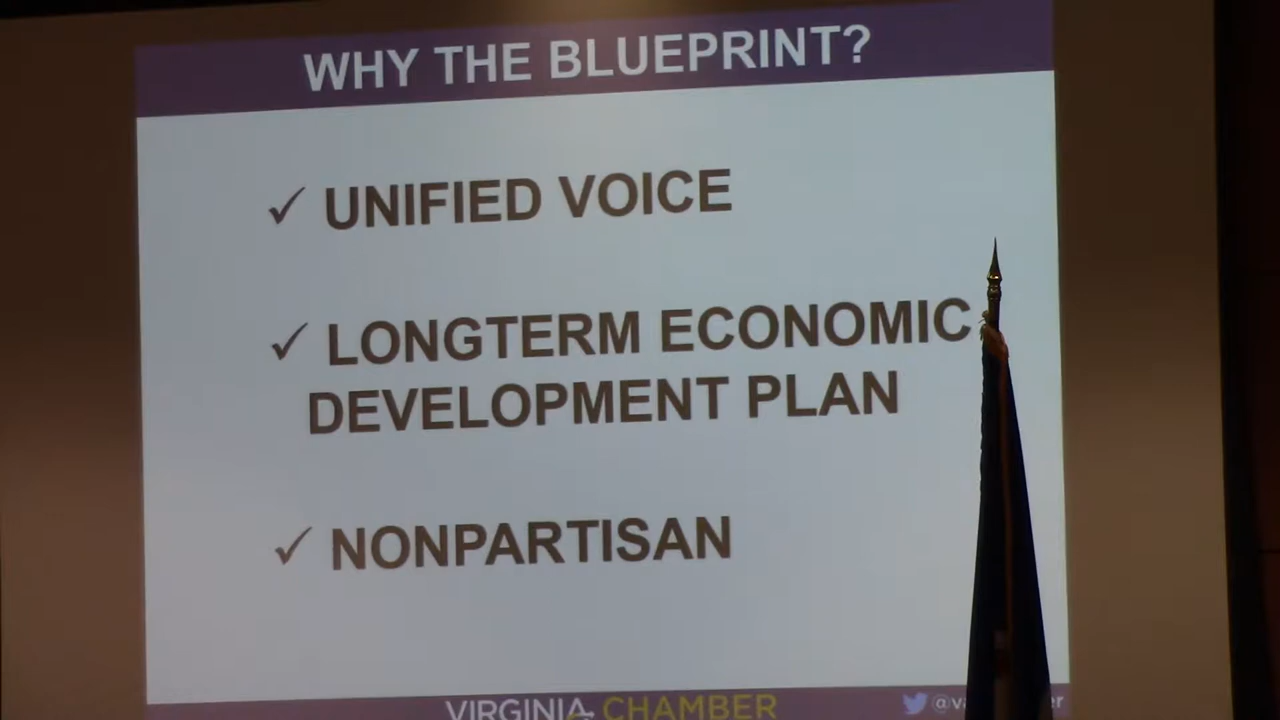 WHY THE BLUEPRINT?
✓ UNIFIED VOICE
✓ LONGTERM ECONOMIC
DEVELOPMENT PLAN
✓ NONPARTISAN
VIRGINIA CHAMBER